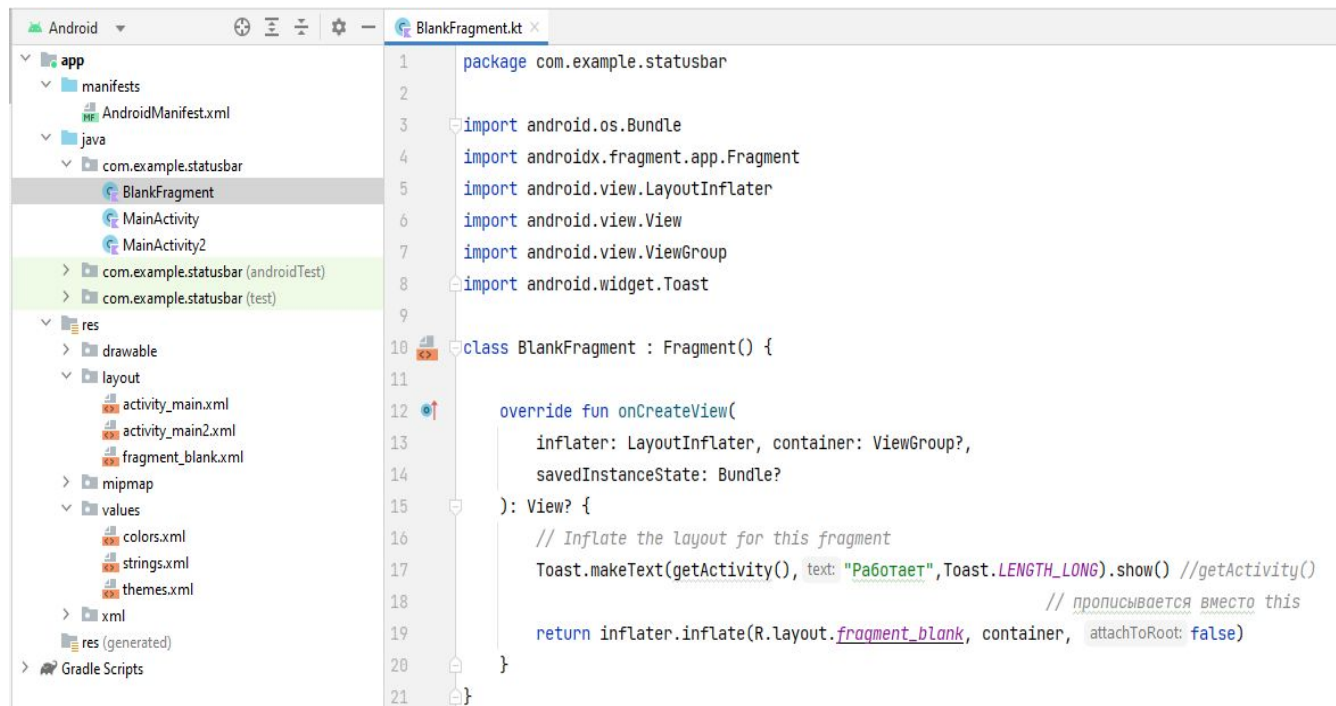 Android
app
manifests
AndroidManifest.xml
java
com.example.statusbar
BlankFragment
MainActivity
MainActivity2
com.example.statusbar (androidTest)
com.example.statusbar (test)
res
drawable
layout
activity_main.xml
activity_main2.xml
fragment_blank.xml
mipmap
values
colors.xml
strings.xml
themes.xml
xml
res (generated)
Gradle Scripts
BlankFragment.kt
1 package com.example.statusbar
2
3 import android.os.Bundle
4 import androidx.fragment.app.Fragment
5 import android.view.LayoutInflater
6 import android.view.View
7 import android.view.ViewGroup
8 import android.widget.Toast
9
10 class BlankFragment : Fragment() {
11
12 override fun onCreateView(
13 inflater: LayoutInflater, container: ViewGroup?,
14 savedInstanceState: Bundle?
15 ): View? {
16 // Inflate the layout for this fragment
17 Toast.makeText(getActivity(), text: "Работает",Toast.LENGTH_LONG).show() //getActivity()
18 // прописывается вместо this
19 return inflater.inflate(R.layout.fragment_blank, container, attachToRoot: false)
20 }
21 }